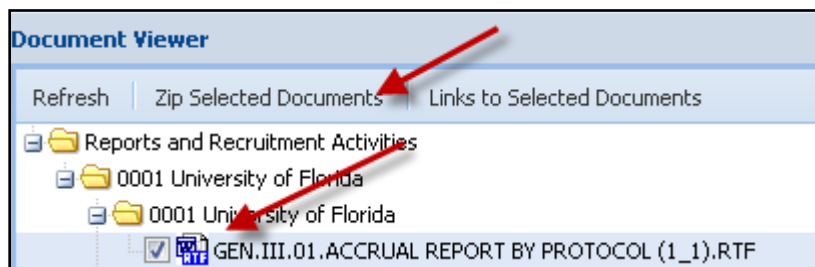 Document Viewer
Refresh Zip Selected Documents Links to Selected Documents
Reports and Recruitment Activities
0001 University of Florida
0001 University of Florida
GEN.III.01.ACCRUAL REPORT BY PROTOCOL (1_1).RTF